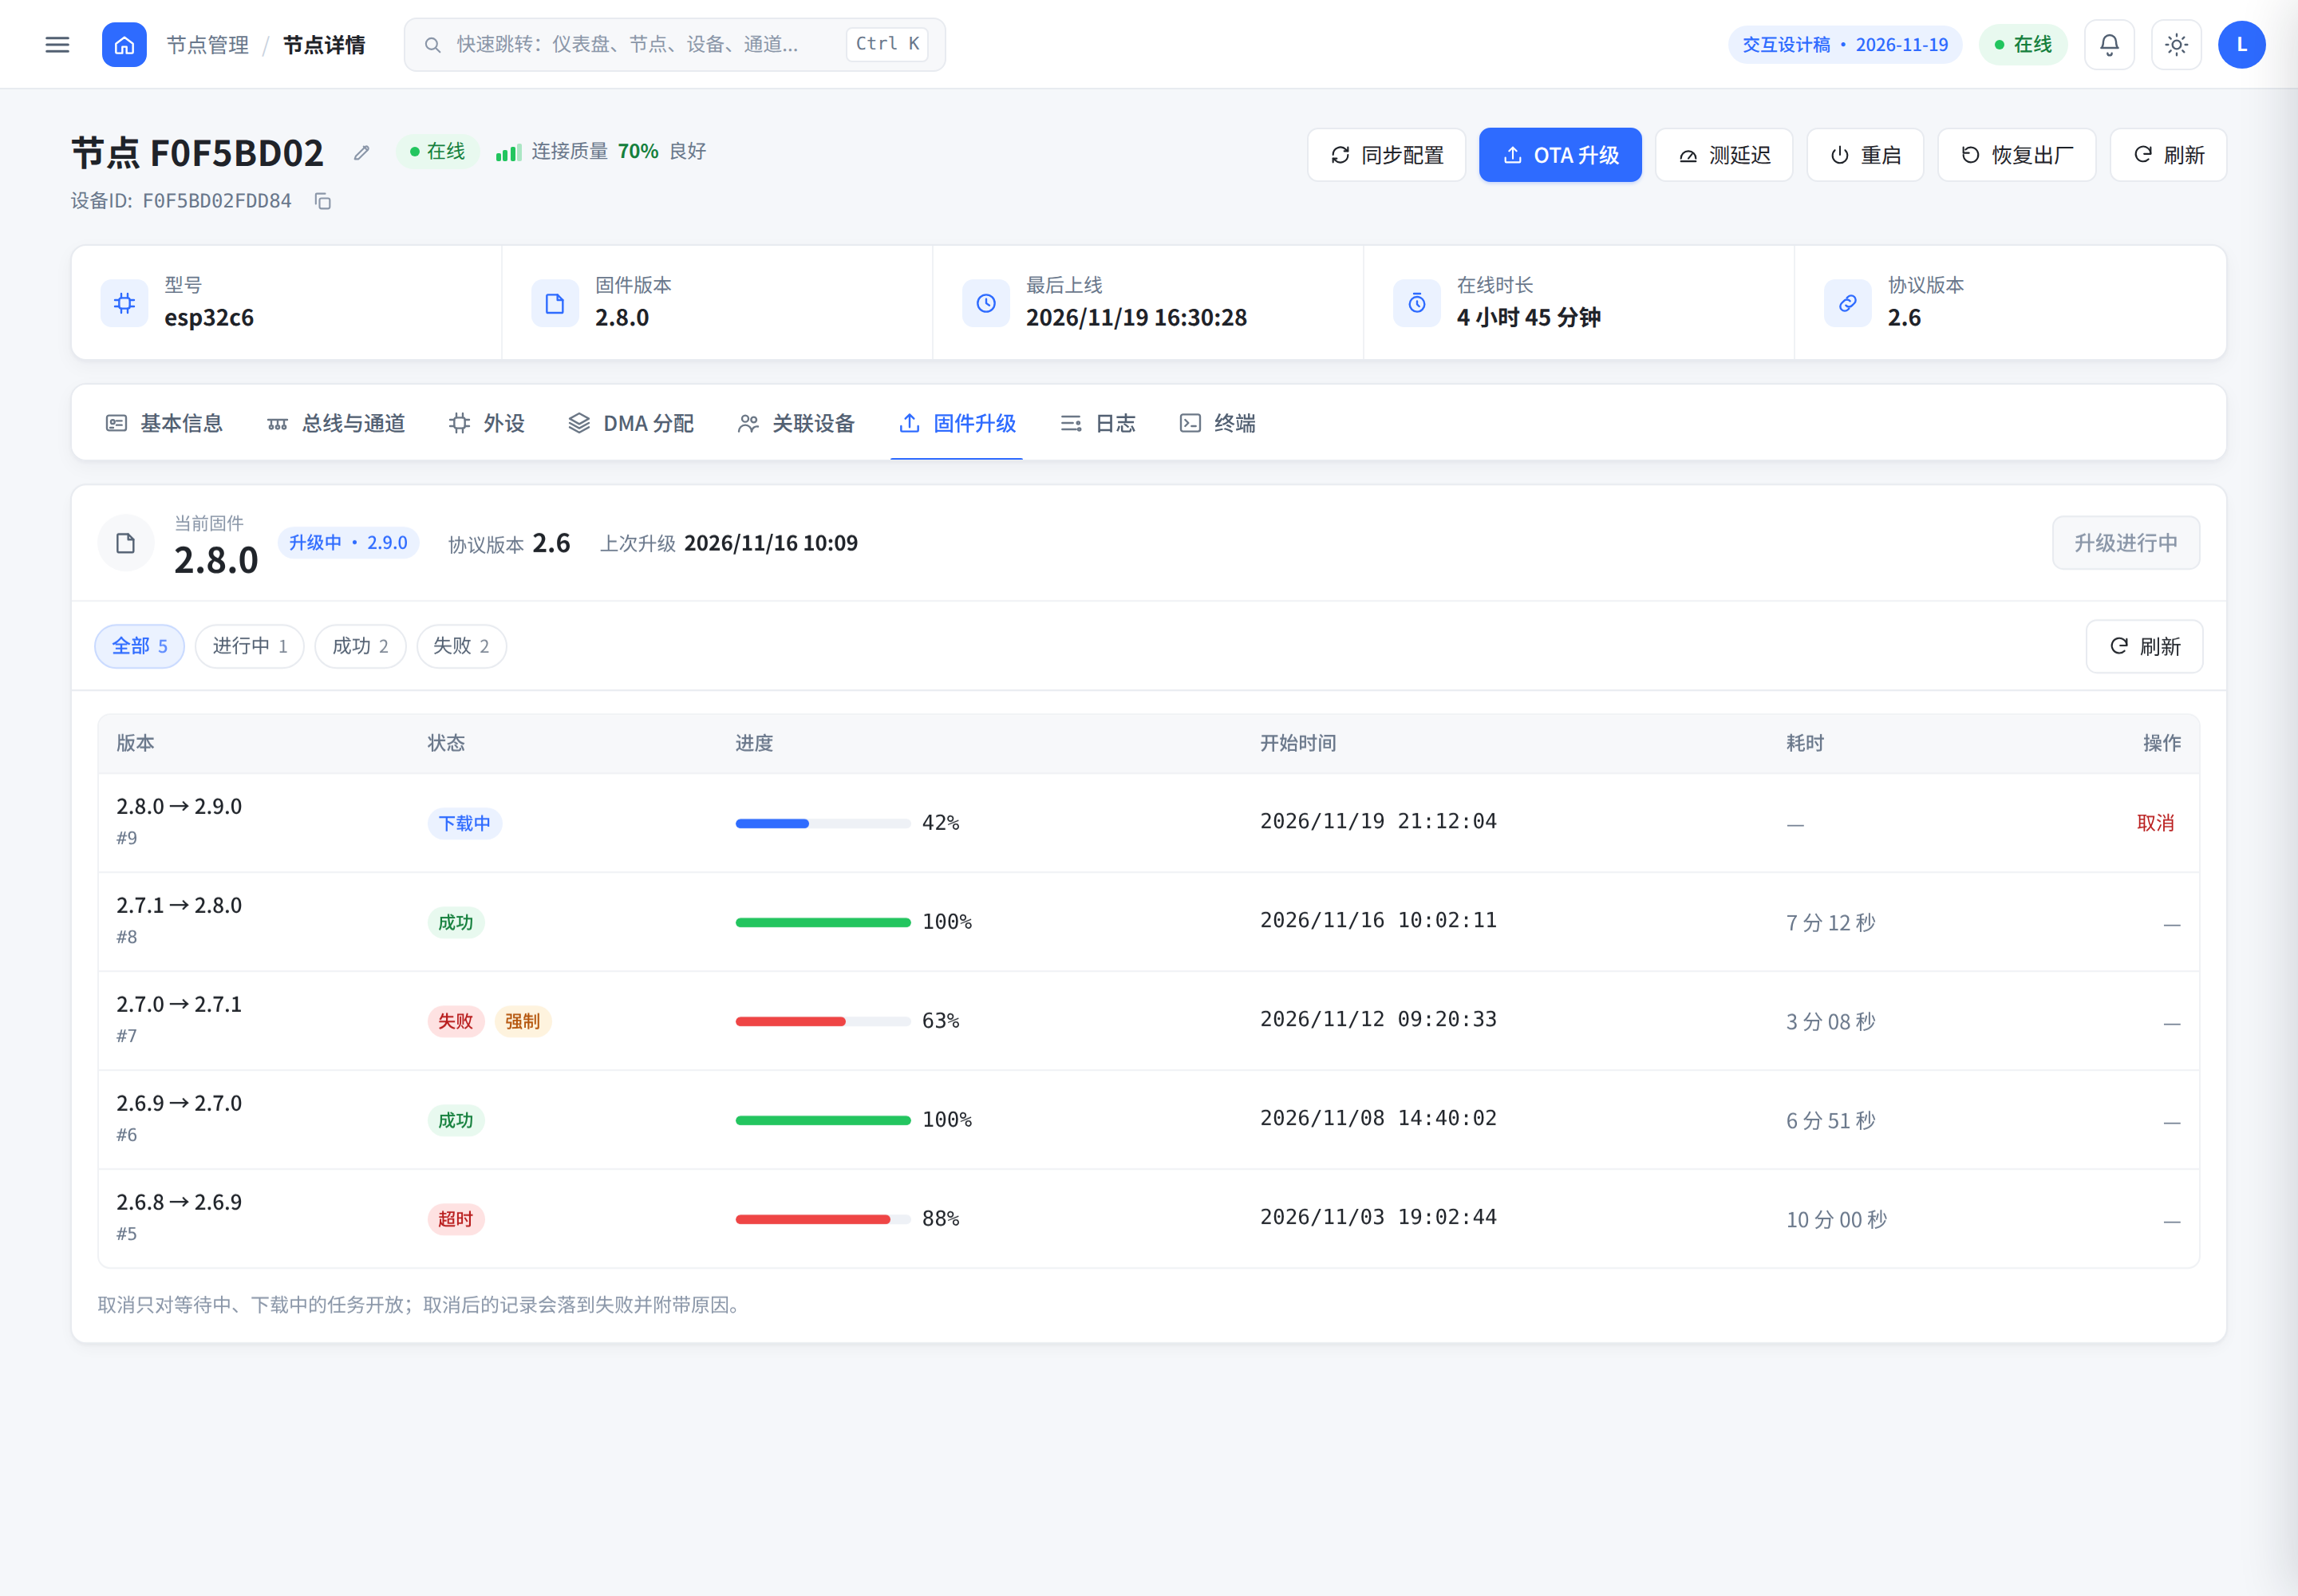 节点管理 / 节点详情
快速跳转：仪表盘、节点、设备、通道... Ctrl K
交互设计稿 · 2026-11-19
在线
L
节点 F0F5BD02
在线
连接质量 70% 良好
同步配置
OTA 升级
测延迟
重启
恢复出厂
刷新
设备ID: F0F5BD02FDD84
型号
esp32c6
固件版本
2.8.0
最后上线
2026/11/19 16:30:28
在线时长
4 小时 45 分钟
协议版本
2.6
基本信息
总线与通道
外设
DMA 分配
关联设备
固件升级
日志
终端
当前固件
2.8.0
升级中 · 2.9.0
协议版本 2.6
上次升级 2026/11/16 10:09
升级进行中
全部 5
进行中 1
成功 2
失败 2
刷新
版本 状态 进度 开始时间 耗时 操作
2.8.0 → 2.9.0
#9
下载中 42% 2026/11/19 21:12:04 — 取消
2.7.1 → 2.8.0
#8
成功 100% 2026/11/16 10:02:11 7 分 12 秒 —
2.7.0 → 2.7.1
#7
失败 强制 63% 2026/11/12 09:20:33 3 分 08 秒 —
2.6.9 → 2.7.0
#6
成功 100% 2026/11/08 14:40:02 6 分 51 秒 —
2.6.8 → 2.6.9
#5
超时 88% 2026/11/03 19:02:44 10 分 00 秒 —
取消只对等待中、下载中的任务开放；取消后的记录会落到失败并附带原因。